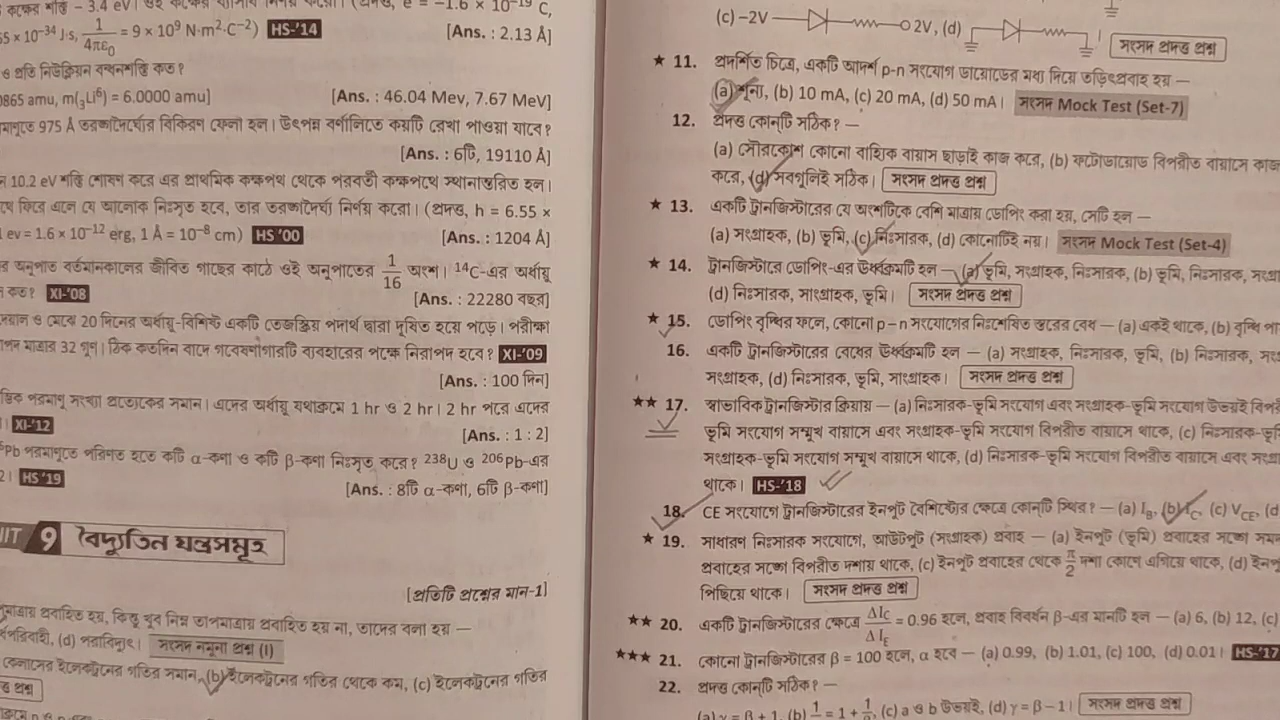 কক্ষের শক্তি – 3.4 eV। ওই কক্ষের ব্যাসার্ধ নির্ণয় করো। (প্রদত্ত, e = −1.6 × 10⁻¹⁹ C,
55 × 10⁻³⁴ J·s, 1/4πε₀ = 9 × 10⁹ N·m²·C⁻²) HS-'14 [Ans. : 2.13 Å]
ও প্রতি নিউক্লিয়ন বন্ধনশক্তি কত?
0865 amu, m(₃Li⁶) = 6.0000 amu] [Ans. : 46.04 Mev, 7.67 MeV]
975 Å তরঙ্গদৈর্ঘ্যের বিকিরণ ফেলা হল। উৎপন্ন বর্ণালিতে কয়টি রেখা পাওয়া যাবে?
[Ans. : 6টি, 19110 Å]
10.2 eV শক্তি শোষণ করে এর প্রাথমিক কক্ষপথ থেকে পরবর্তী কক্ষপথে স্থানান্তরিত হল।
ফিরে এলে যে আলোক নিঃসৃত হবে, তার তরঙ্গদৈর্ঘ্য নির্ণয় করো। (প্রদত্ত, h = 6.55 ×
ev = 1.6 × 10⁻¹² erg, 1 Å = 10⁻⁸ cm) HS '00 [Ans. : 1204 Å]
র অনুপাত বর্তমানকালের জীবিত গাছের কাঠে ওই অনুপাতের 1/16 অংশ। ¹⁴C-এর অর্ধায়ু
কত? XI-'08 [Ans. : 22280 বছর]
ও মেঝে 20 দিনের অর্ধায়ু-বিশিষ্ট একটি তেজস্ক্রিয় পদার্থ দ্বারা দূষিত হয়ে পড়ে। পরীক্ষা
মাত্রার 32 গুণ। ঠিক কতদিন বাদে গবেষণাগারটি ব্যবহারের পক্ষে নিরাপদ হবে? XI-'09
[Ans. : 100 দিন]
পরমাণু সংখ্যা প্রত্যেকের সমান। এদের অর্ধায়ু যথাক্রমে 1 hr ও 2 hr। 2 hr পরে এদের
। XI-'12 [Ans. : 1 : 2]
Pb পরমাণুতে পরিণত হতে কটি α-কণা ও কটি β-কণা নিঃসৃত করে? ²³⁸U ও ²⁰⁶Pb-এর
2। HS '19 [Ans. : 8টি α-কণা, 6টি β-কণা]
IIT 9 বৈদ্যুতিন যন্ত্রসমূহ
[প্রতিটি প্রশ্নের মান-1]
প্রবাহিত হয়, কিন্তু খুব নিম্ন তাপমাত্রায় প্রবাহিত হয় না, তাদের বলা হয় —
(d) পরাবিদ্যুৎ। সংসদ নমুনা প্রশ্ন (I)
ইলেকট্রনের গতির সমান, (b) ইলেকট্রনের গতির থেকে কম, (c) ইলেকট্রনের গতির
প্রশ্ন
(c) −2V 2V, (d) সংসদ প্রদত্ত প্রশ্ন
★ 11. প্রদর্শিত চিত্রে, একটি আদর্শ p-n সংযোগ ডায়োডের মধ্য দিয়ে তড়িৎপ্রবাহ হয় —
(a) শূন্য, (b) 10 mA, (c) 20 mA, (d) 50 mA। সংসদ Mock Test (Set-7)
12. প্রদত্ত কোন্‌টি সঠিক? —
(a) সৌরকোশ কোনো বাহ্যিক বায়াস ছাড়াই কাজ করে, (b) ফটোডায়োড বিপরীত বায়াসে কাজ
করে, (d) সবগুলিই সঠিক। সংসদ প্রদত্ত প্রশ্ন
★ 13. একটি ট্রানজিস্টারের যে অংশটিকে বেশি মাত্রায় ডোপিং করা হয়, সেটি হল —
(a) সংগ্রাহক, (b) ভূমি, (c) নিঃসারক, (d) কোনোটিই নয়। সংসদ Mock Test (Set-4)
★ 14. ট্রানজিস্টারে ডোপিং-এর ঊর্ধ্বক্রমটি হল — (a) ভূমি, সংগ্রাহক, নিঃসারক, (b) ভূমি, নিঃসারক, সংগ্রা
(d) নিঃসারক, সংগ্রাহক, ভূমি। সংসদ প্রদত্ত প্রশ্ন
★ 15. ডোপিং বৃদ্ধির ফলে, কোনো p–n সংযোগের নিঃশেষিত স্তরের বেধ — (a) একই থাকে, (b) বৃদ্ধি পা
16. একটি ট্রানজিস্টারের বেধের ঊর্ধ্বক্রমটি হল — (a) সংগ্রাহক, নিঃসারক, ভূমি, (b) নিঃসারক, সং
সংগ্রাহক, (d) নিঃসারক, ভূমি, সংগ্রাহক। সংসদ প্রদত্ত প্রশ্ন
★★ 17. স্বাভাবিক ট্রানজিস্টার ক্রিয়ায় — (a) নিঃসারক-ভূমি সংযোগ এবং সংগ্রাহক-ভূমি সংযোগ উভয়ই বিপ
ভূমি সংযোগ সম্মুখ বায়াসে এবং সংগ্রাহক-ভূমি সংযোগ বিপরীত বায়াসে থাকে, (c) নিঃসারক-ভূমি
সংগ্রাহক-ভূমি সংযোগ সম্মুখ বায়াসে থাকে, (d) নিঃসারক-ভূমি সংযোগ বিপরীত বায়াসে এবং সংগ্রা
থাকে। HS-'18
18. CE সংযোগে ট্রানজিস্টারের ইনপুট বৈশিষ্ট্যের ক্ষেত্রে কোন্‌টি স্থির? — (a) I_B, (b) I_C, (c) V_CE, (d
★ 19. সাধারণ নিঃসারক সংযোগে, আউটপুট (সংগ্রাহক) প্রবাহ — (a) ইনপুট (ভূমি) প্রবাহের সঙ্গে সম
প্রবাহের সঙ্গে বিপরীত দশায় থাকে, (c) ইনপুট প্রবাহের থেকে π/2 দশা কোণে এগিয়ে থাকে, (d) ইনপু
পিছিয়ে থাকে। সংসদ প্রদত্ত প্রশ্ন
★★ 20. একটি ট্রানজিস্টারের ক্ষেত্রে ΔI_C/ΔI_E = 0.96 হলে, প্রবাহ বিবর্ধন β-এর মানটি হল — (a) 6, (b) 12, (c)
★★★ 21. কোনো ট্রানজিস্টারের β = 100 হলে, α হবে — (a) 0.99, (b) 1.01, (c) 100, (d) 0.01। HS-'17
22. প্রদত্ত কোন্‌টি সঠিক? —
(a) γ = β + 1, (b) 1/ = 1 + 1/, (c) a ও b উভয়ই, (d) γ = β − 1। সংসদ প্রদত্ত প্রশ্ন